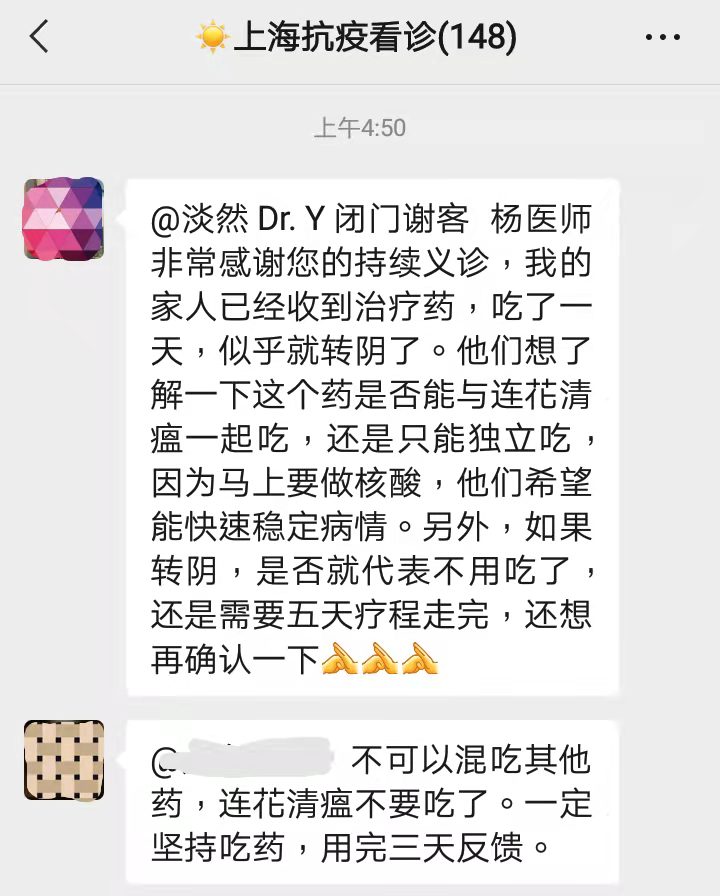 上海抗疫看诊(148)
上午4:50
@淡然 Dr. Y 闭门谢客 杨医师
非常感谢您的持续义诊，我的
家人已经收到治疗药，吃了一
天，似乎就转阴了。他们想了
解一下这个药是否能与连花清
瘟一起吃，还是只能独立吃，
因为马上要做核酸，他们希望
能快速稳定病情。另外，如果
转阴，是否就代表不用吃了，
还是需要五天疗程走完，还想
再确认一下
@ 不可以混吃其他
药，连花清瘟不要吃了。一定
坚持吃药，用完三天反馈。